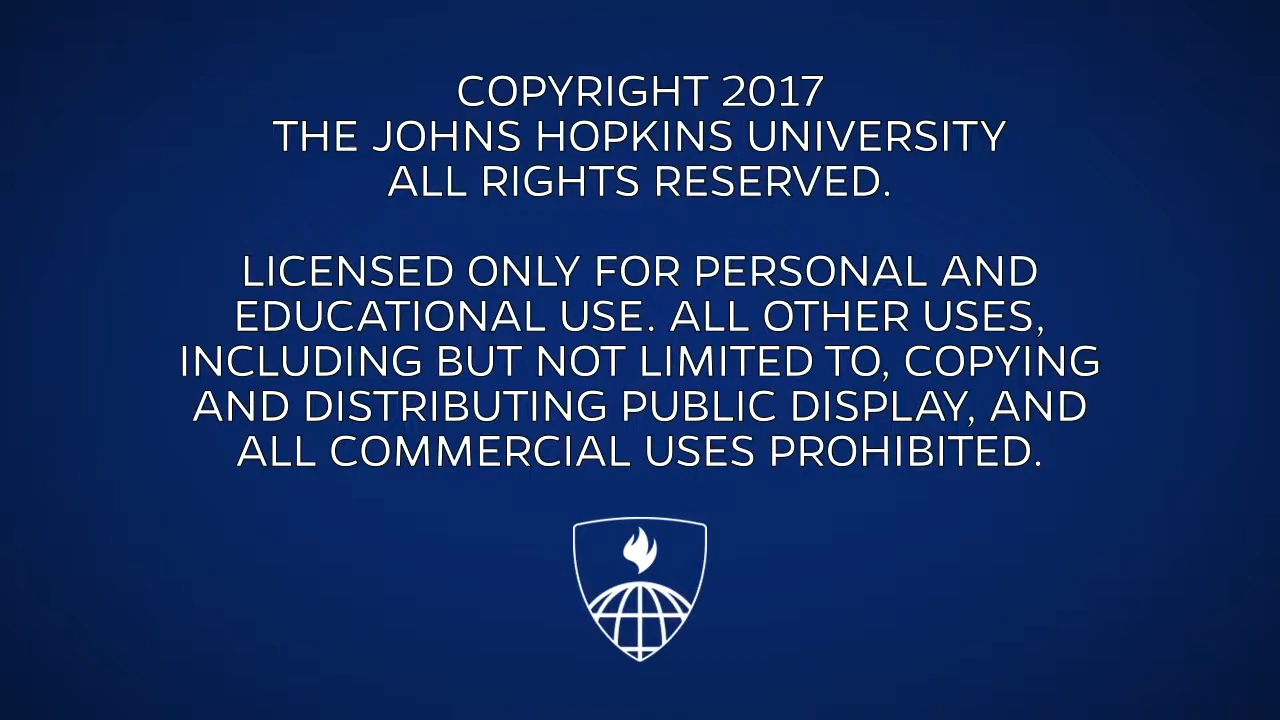 COPYRIGHT 2017
THE JOHNS HOPKINS UNIVERSITY
ALL RIGHTS RESERVED.
LICENSED ONLY FOR PERSONAL AND
EDUCATIONAL USE. ALL OTHER USES,
INCLUDING BUT NOT LIMITED TO, COPYING
AND DISTRIBUTING PUBLIC DISPLAY, AND
ALL COMMERCIAL USES PROHIBITED.